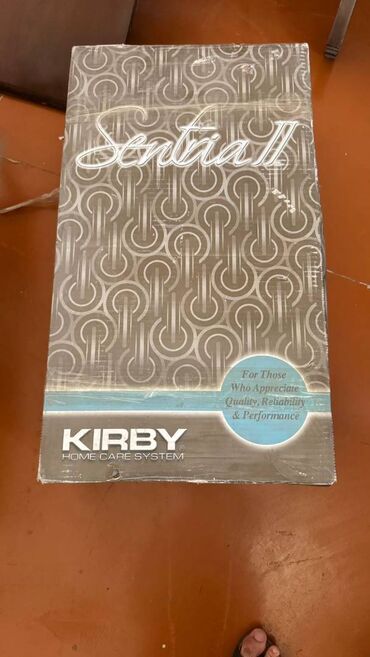 Sentria II
For Those
Who Appreciate
Quality, Reliability
& Performance
KIRBY
HOME CARE SYSTEM